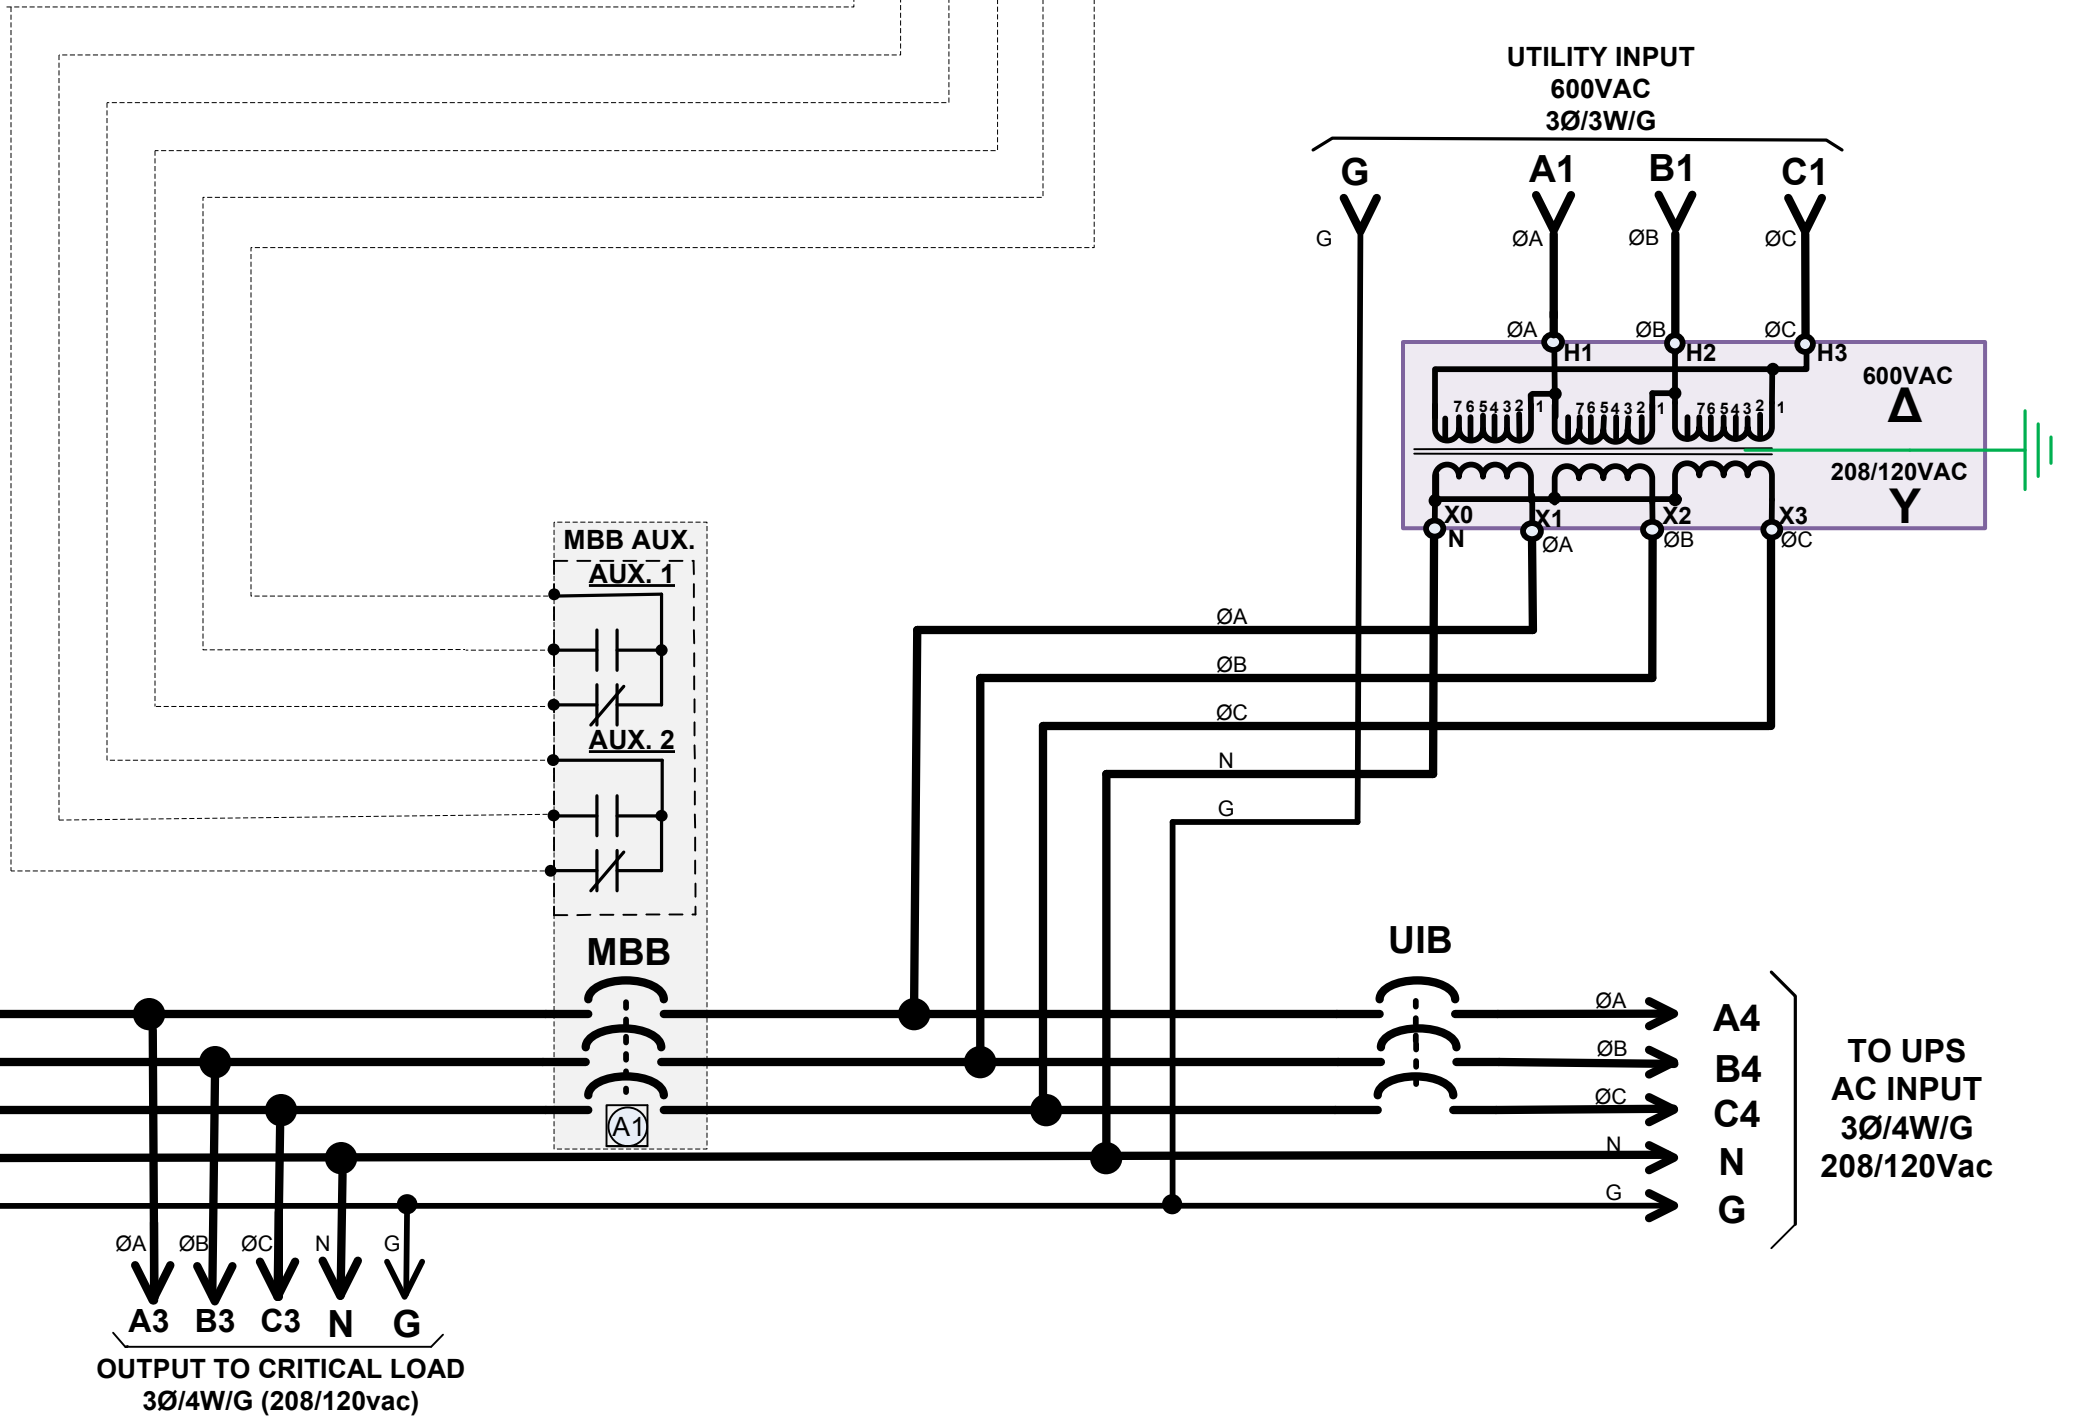 UTILITY INPUT
600VAC
3Ø/3W/G
G A1 B1 C1
G ØA ØB ØC
ØA ØB ØC
H1 H2 H3
600VAC
Δ
7 6 5 4 3 2 1 7 6 5 4 3 2 1 7 6 5 4 3 2 1
208/120VAC
Y
X0 X1 X2 X3
N ØA ØB ØC
MBB AUX.
AUX. 1
AUX. 2
ØA
ØB
ØC
N
G
MBB
A1
UIB
ØA A4
ØB B4
ØC C4
N N
G G
TO UPS
AC INPUT
3Ø/4W/G
208/120Vac
ØA ØB ØC N G
A3 B3 C3 N G
OUTPUT TO CRITICAL LOAD
3Ø/4W/G (208/120vac)